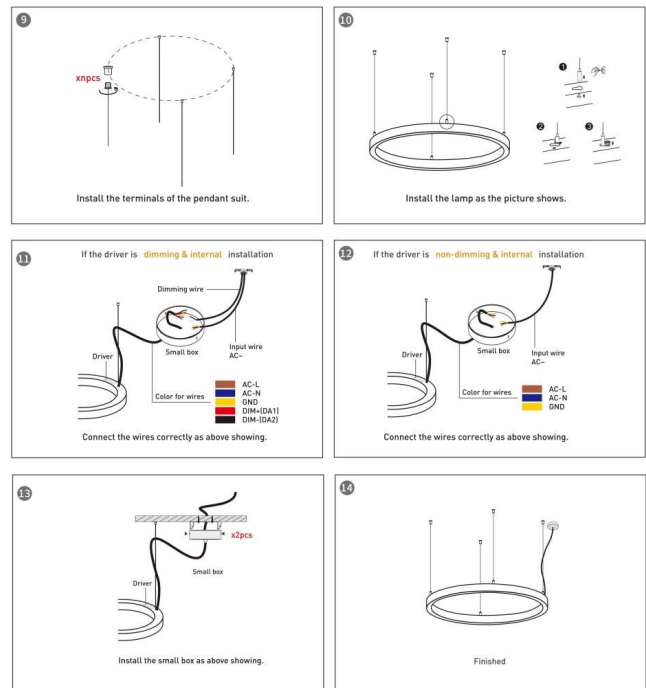 9
xnpcs
Install the terminals of the pendant suit.
10
1
2
3
Install the lamp as the picture shows.
11
If the driver is dimming & internal installation
Dimming wire
Driver
Small box
Input wire
AC~
Color for wires
AC-L
AC-N
GND
DIM+(DA1)
DIM-(DA2)
Connect the wires correctly as above showing.
12
If the driver is non-dimming & internal installation
Driver
Small box
Input wire
AC~
Color for wires
AC-L
AC-N
GND
Connect the wires correctly as above showing.
13
x2pcs
Small box
Driver
Install the small box as above showing.
14
Finished